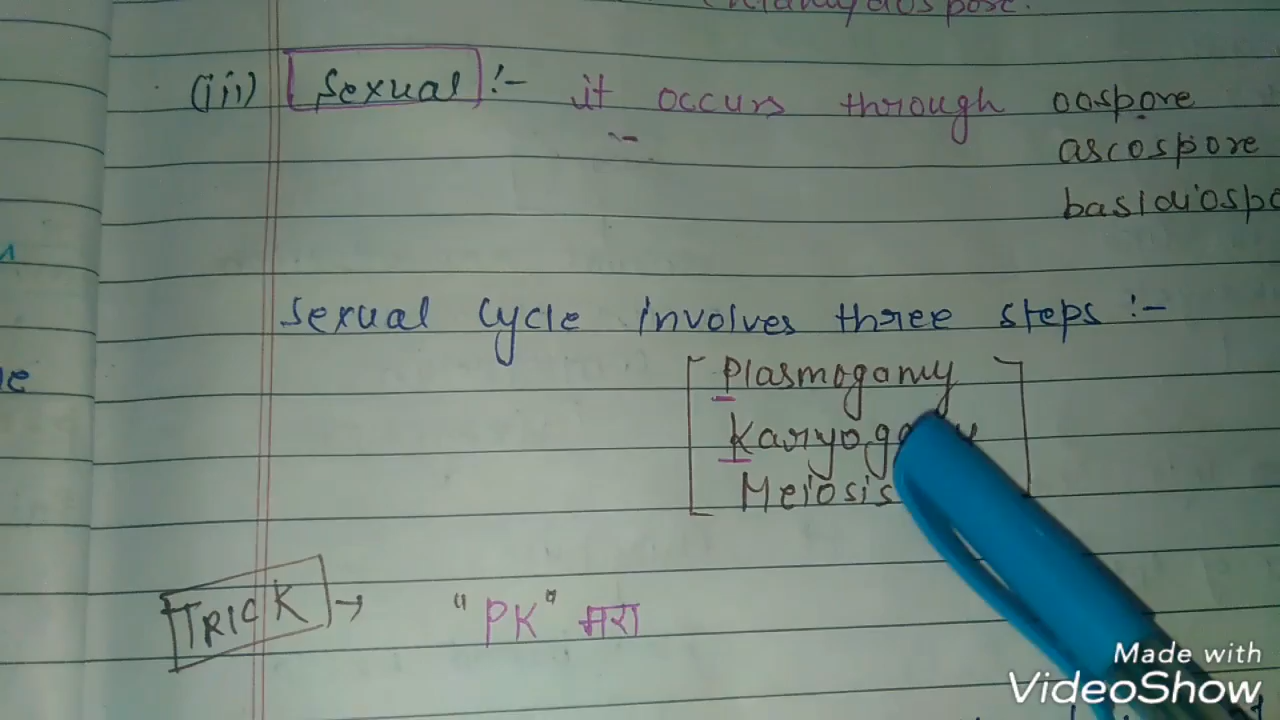 (iii) Sexual :- it occurs through oospore
ascospore
Sexual Cycle involves three steps :-
Plasmogamy
Meiosis
TRICK → "PK" मरा
Made with
VideoShow